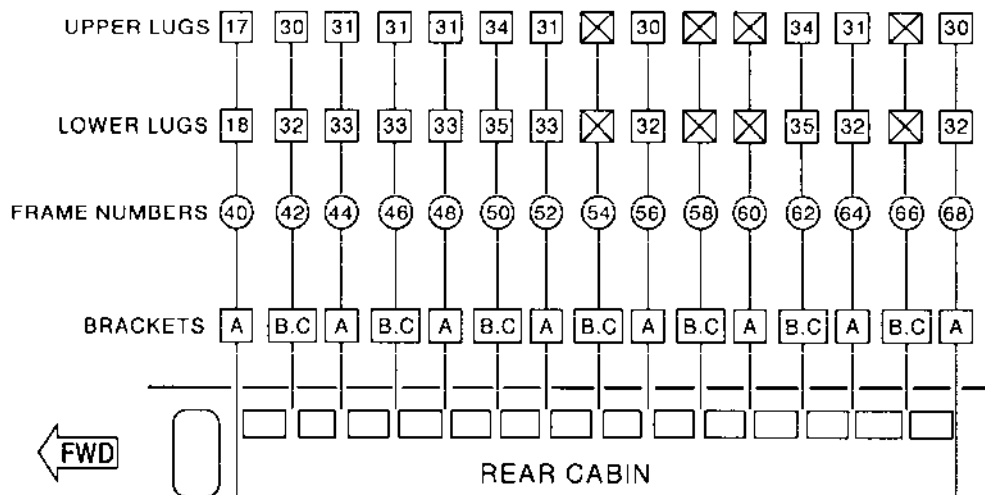 UPPER LUGS 17 30 31 31 31 34 31 30 34 31 30
LOWER LUGS 18 32 33 33 33 35 33 32 35 32 32
FRAME NUMBERS 40 42 44 46 48 50 52 54 56 58 60 62 64 66 68
BRACKETS A B.C A B.C A B.C A B.C A B.C A B.C A B.C A
FWD
REAR CABIN